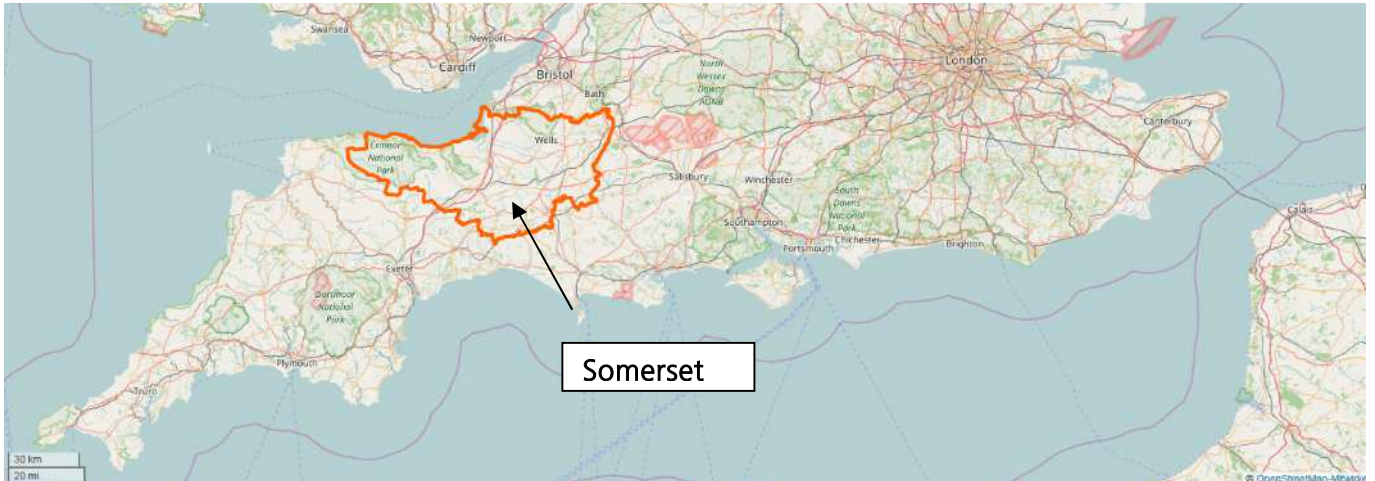 Swansea
Newport
Cardiff
Bristol
Bath
North
Wessex
Downs
AONB
London
Canterbury
Exmoor
National
Park
Wells
Salisbury
Winchester
South
Downs
National
Park
Southampton
Portsmouth
Chichester
Brighton
Calais
Exeter
Dartmoor
National
Park
Plymouth
Truro
Somerset
30 km
20 mi
© OpenStreetMap-Mitwirke